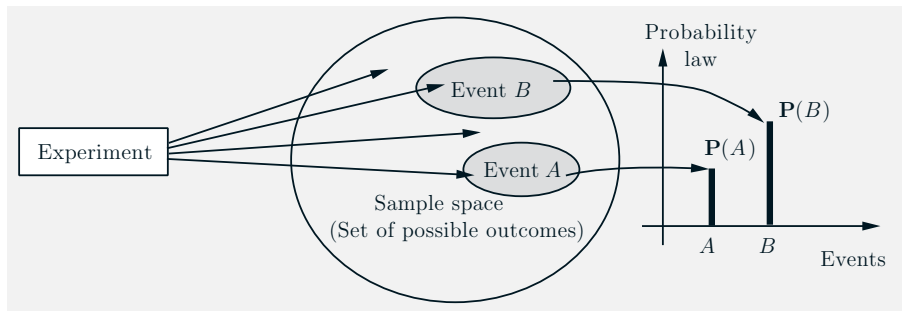 Experiment
Event B
Event A
Sample space
(Set of possible outcomes)
Probability
law
P(B)
P(A)
A
B
Events